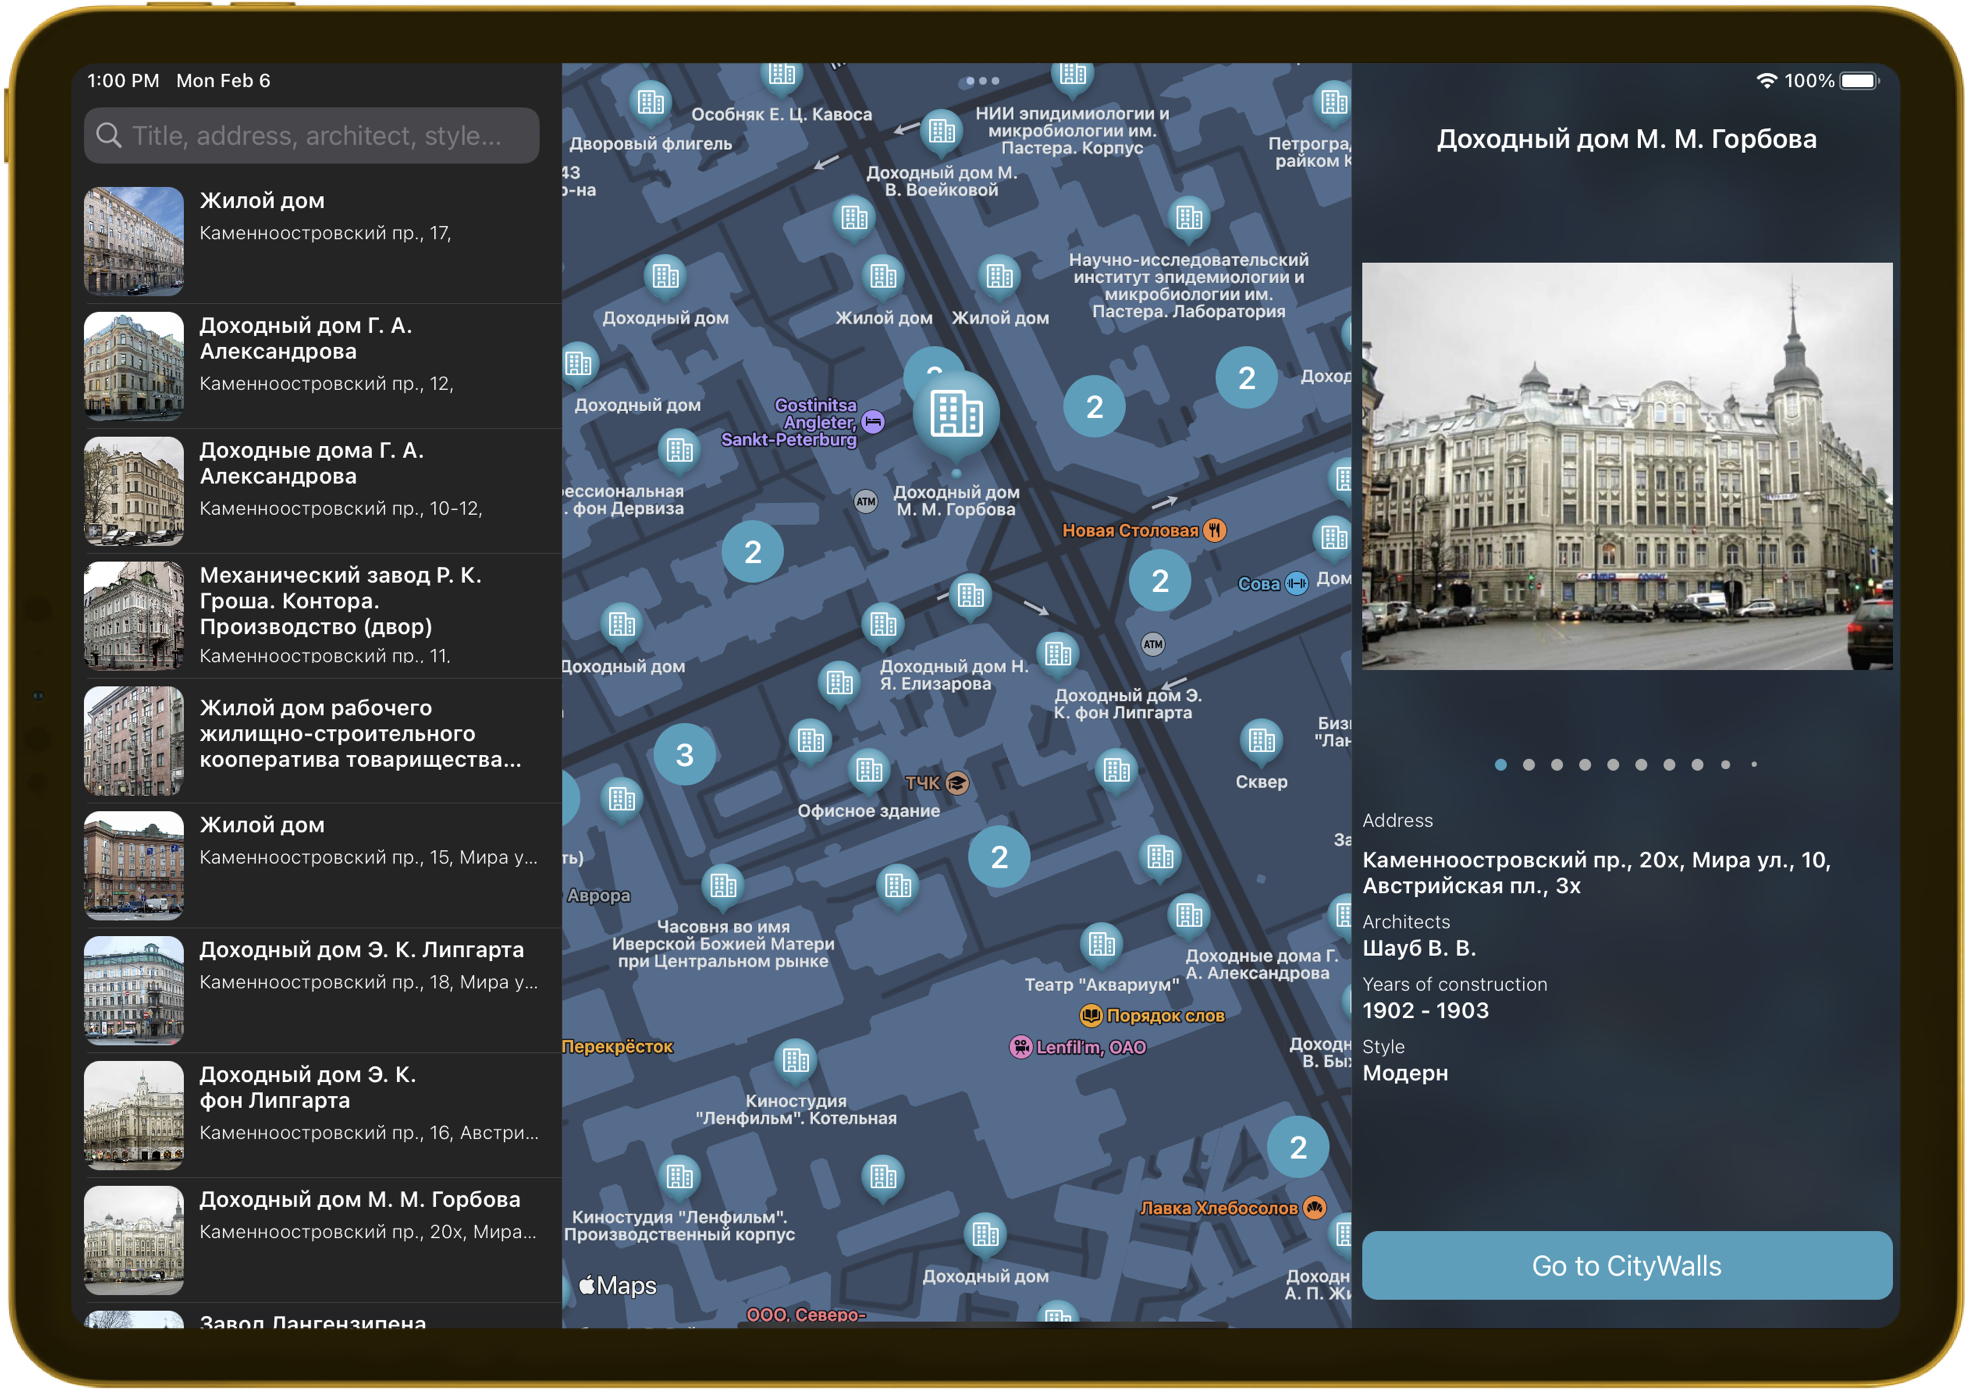 1:00 PM Mon Feb 6
100%
Title, address, architect, style...
Жилой дом
Каменноостровский пр., 17,
Доходный дом Г. А.
Александрова
Каменноостровский пр., 12,
Доходные дома Г. А.
Александрова
Каменноостровский пр., 10-12,
Механический завод Р. К.
Гроша. Контора.
Производство (двор)
Каменноостровский пр., 11,
Жилой дом рабочего
жилищно-строительного
кооператива товарищества...
Жилой дом
Каменноостровский пр., 15, Мира у...
Доходный дом Э. К. Липгарта
Каменноостровский пр., 18, Мира у...
Доходный дом Э. К.
фон Липгарта
Каменноостровский пр., 16, Австри...
Доходный дом М. М. Горбова
Каменноостровский пр., 20х, Мира...
Завод Лангензипена
Особняк Е. Ц. Кавоса
НИИ эпидимиологии и
микробиологии им.
Пастера. Корпус
Дворовый флигель
43
р-на
Доходный дом М.
В. Воейковой
Петроград
райком К
Научно-исследовательский
институт эпидемиологии и
микробиологии им.
Пастера. Лаборатория
Доходный дом
Жилой дом
Жилой дом
2
2
Доход
Доходный дом
Gostinitsa
Angleter,
Sankt-Peterburg
ессиональная
. фон Дервиза
ATM
Доходный дом
М. М. Горбова
Новая Столовая
2
2
Сова
Дом
ATM
Доходный дом
Доходный дом Н.
Я. Елизарова
Доходный дом Э.
К. фон Липгарта
Биз
"Лан
3
Сквер
ТЧК
Офисное здание
За
2
ть)
Аврора
Часовня во имя
Иверской Божией Матери
при Центральном рынке
Доходные дома Г.
А. Александрова
Театр "Аквариум"
Порядок слов
Перекрёсток
Lenfil'm, OAO
Доходн
В. Бы
Киностудия
"Ленфильм". Котельная
2
Лавка Хлебосолов
Киностудия "Ленфильм".
Производственный корпус
Доходный дом
Доходн
А. П. Жи
Maps
ООО, Северо-
Доходный дом М. М. Горбова
Address
Каменноостровский пр., 20х, Мира ул., 10,
Австрийская пл., 3х
Architects
Шауб В. В.
Years of construction
1902 - 1903
Style
Модерн
Go to CityWalls